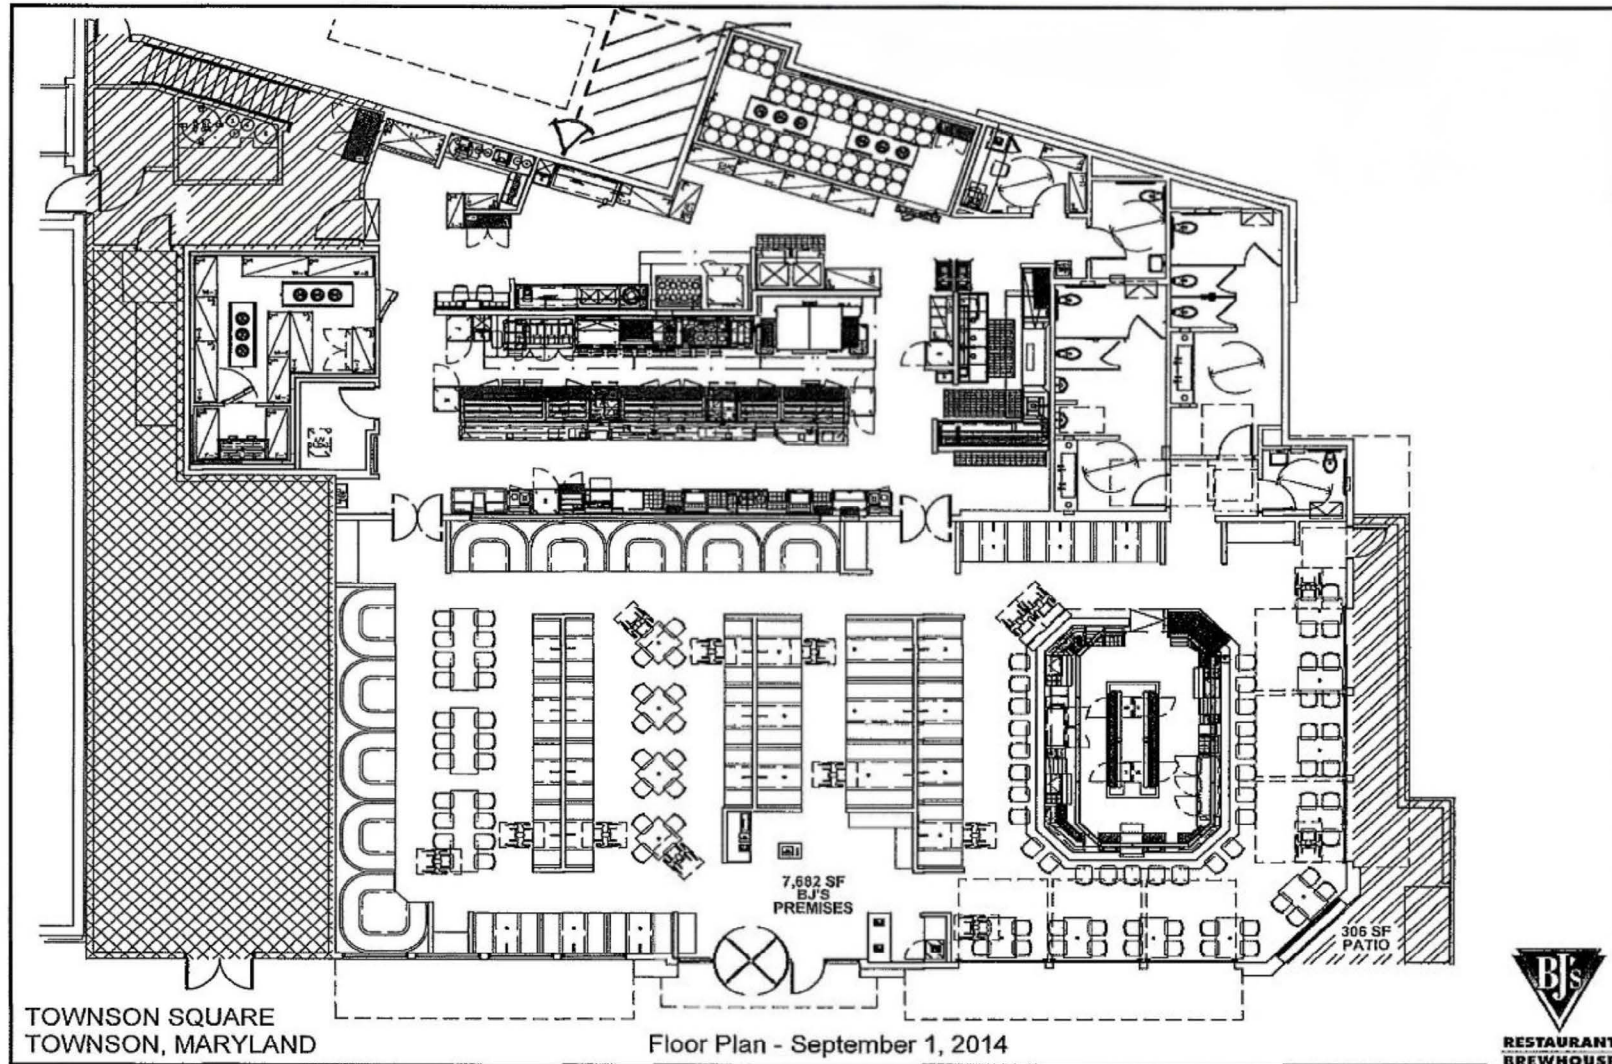 7,682 SF
BJ'S
PREMISES
306 SF
PATIO
TOWNSON SQUARE
TOWNSON, MARYLAND
Floor Plan - September 1, 2014
BJ's
RESTAURANT
BREWHOUSE